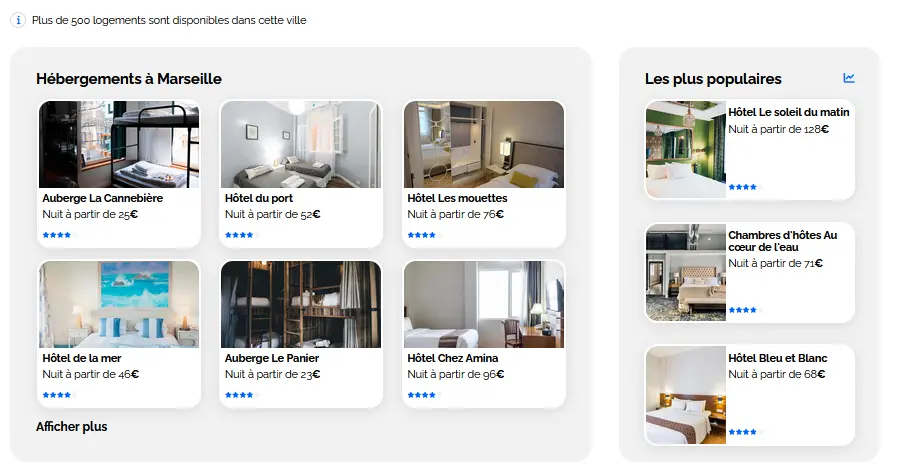 Plus de 500 logements sont disponibles dans cette ville
Hébergements à Marseille
Auberge La Cannebière
Nuit à partir de 25€
Hôtel du port
Nuit à partir de 52€
Hôtel Les mouettes
Nuit à partir de 76€
Hôtel de la mer
Nuit à partir de 46€
Auberge Le Panier
Nuit à partir de 23€
Hôtel Chez Amina
Nuit à partir de 96€
Afficher plus
Les plus populaires
Hôtel Le soleil du matin
Nuit à partir de 128€
Chambres d'hôtes Au
cœur de l'eau
Nuit à partir de 71€
Hôtel Bleu et Blanc
Nuit à partir de 68€